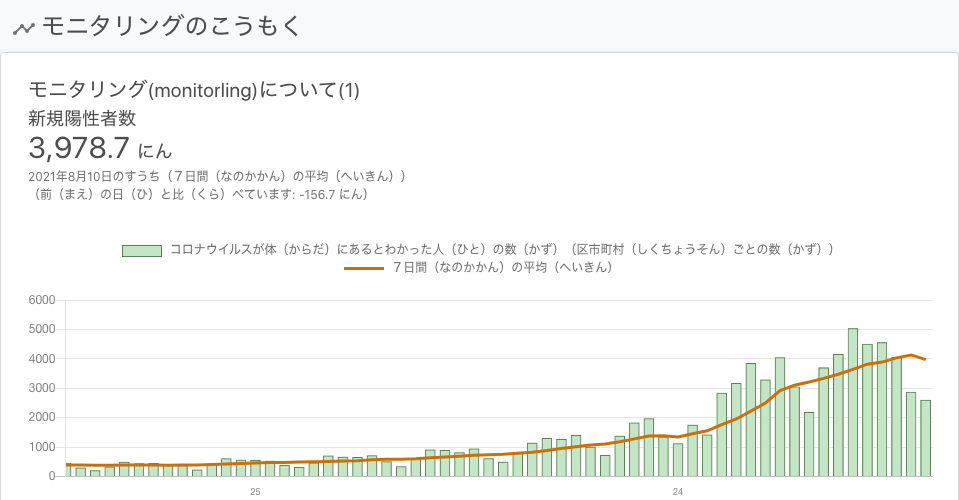 モニタリングのこうもく
モニタリング(monitorling)について(1)
新規陽性者数
3,978.7 にん
2021年8月10日のすうち（７日間（なのかかん）の平均（へいきん））
（前（まえ）の日（ひ）と比（くら）べています: -156.7 にん）
コロナウイルスが体（からだ）にあるとわかった人（ひと）の数（かず）（区市町村（しくちょうそん）ごとの数（かず））
７日間（なのかかん）の平均（へいきん）
6000
5000
4000
3000
2000
1000
0
25 24